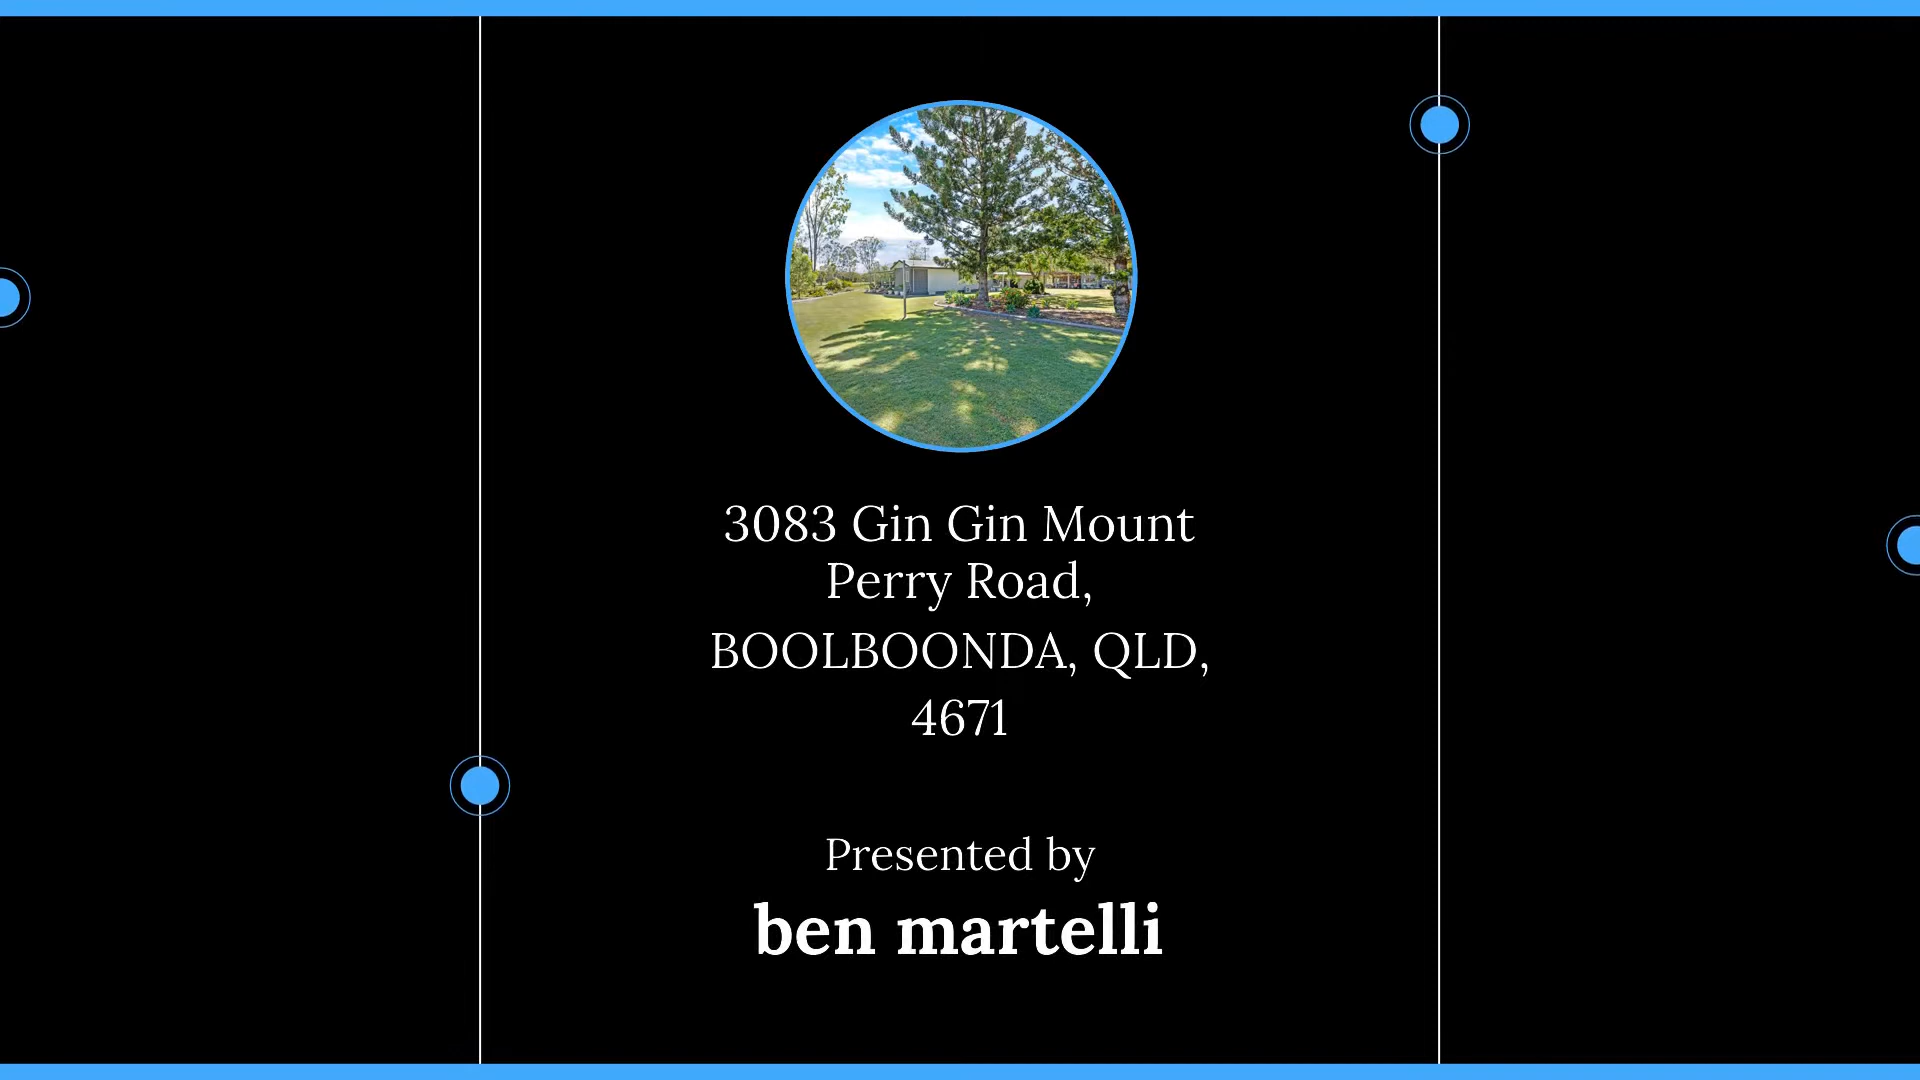 3083 Gin Gin Mount
Perry Road,
BOOLBOONDA, QLD,
4671
Presented by
ben martelli